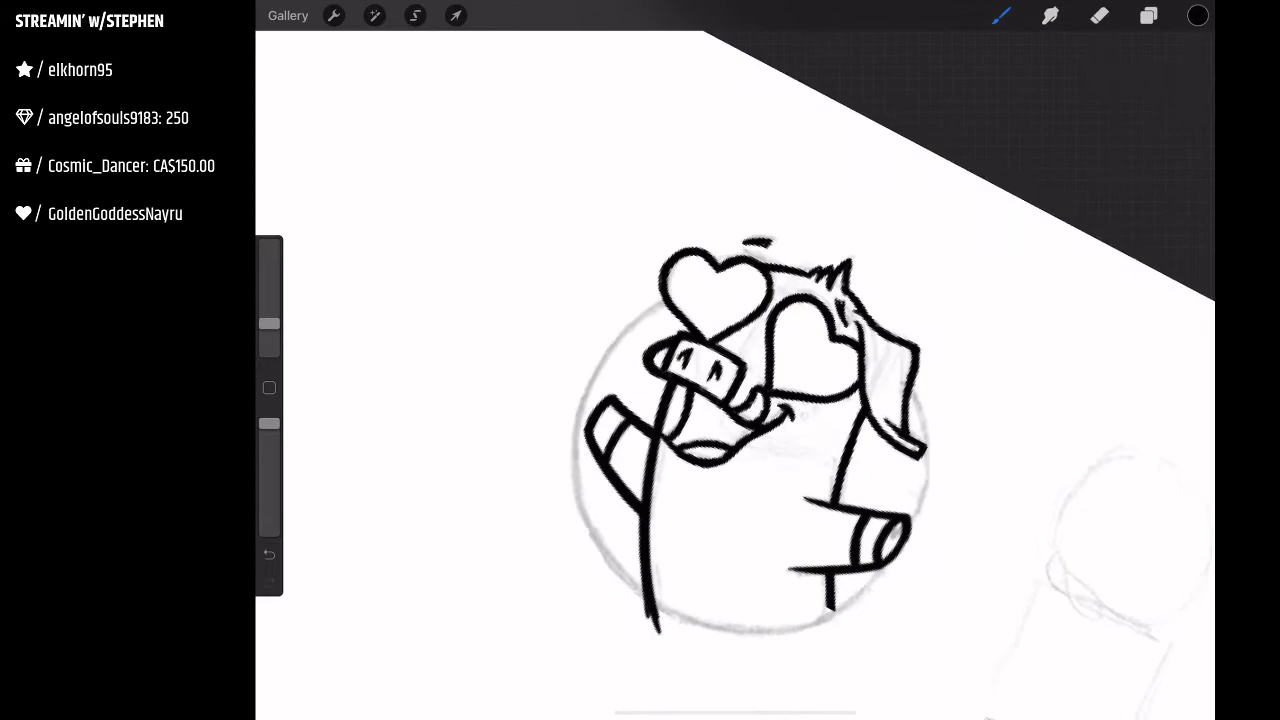 STREAMIN' w/STEPHEN
/ elkhorn95
/ angelofsouls9183: 250
/ Cosmic_Dancer: CA$150.00
/ GoldenGoddessNayru
Gallery